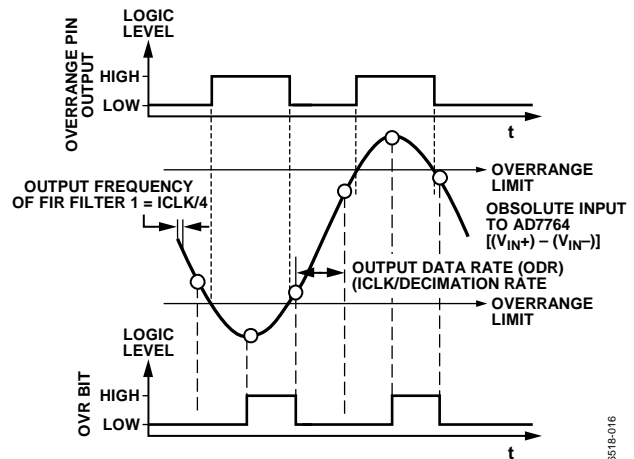 LOGIC
LEVEL
OVERRANGE PIN
OUTPUT
HIGH
LOW
t
OUTPUT FREQUENCY
OF FIR FILTER 1 = ICLK/4
OVERRANGE
LIMIT
OBSOLUTE INPUT
TO AD7764
[(VIN+) – (VIN–)]
OUTPUT DATA RATE (ODR)
(ICLK/DECIMATION RATE
OVERRANGE
LIMIT
LOGIC
LEVEL
OVR BIT
HIGH
LOW
t
6518-016